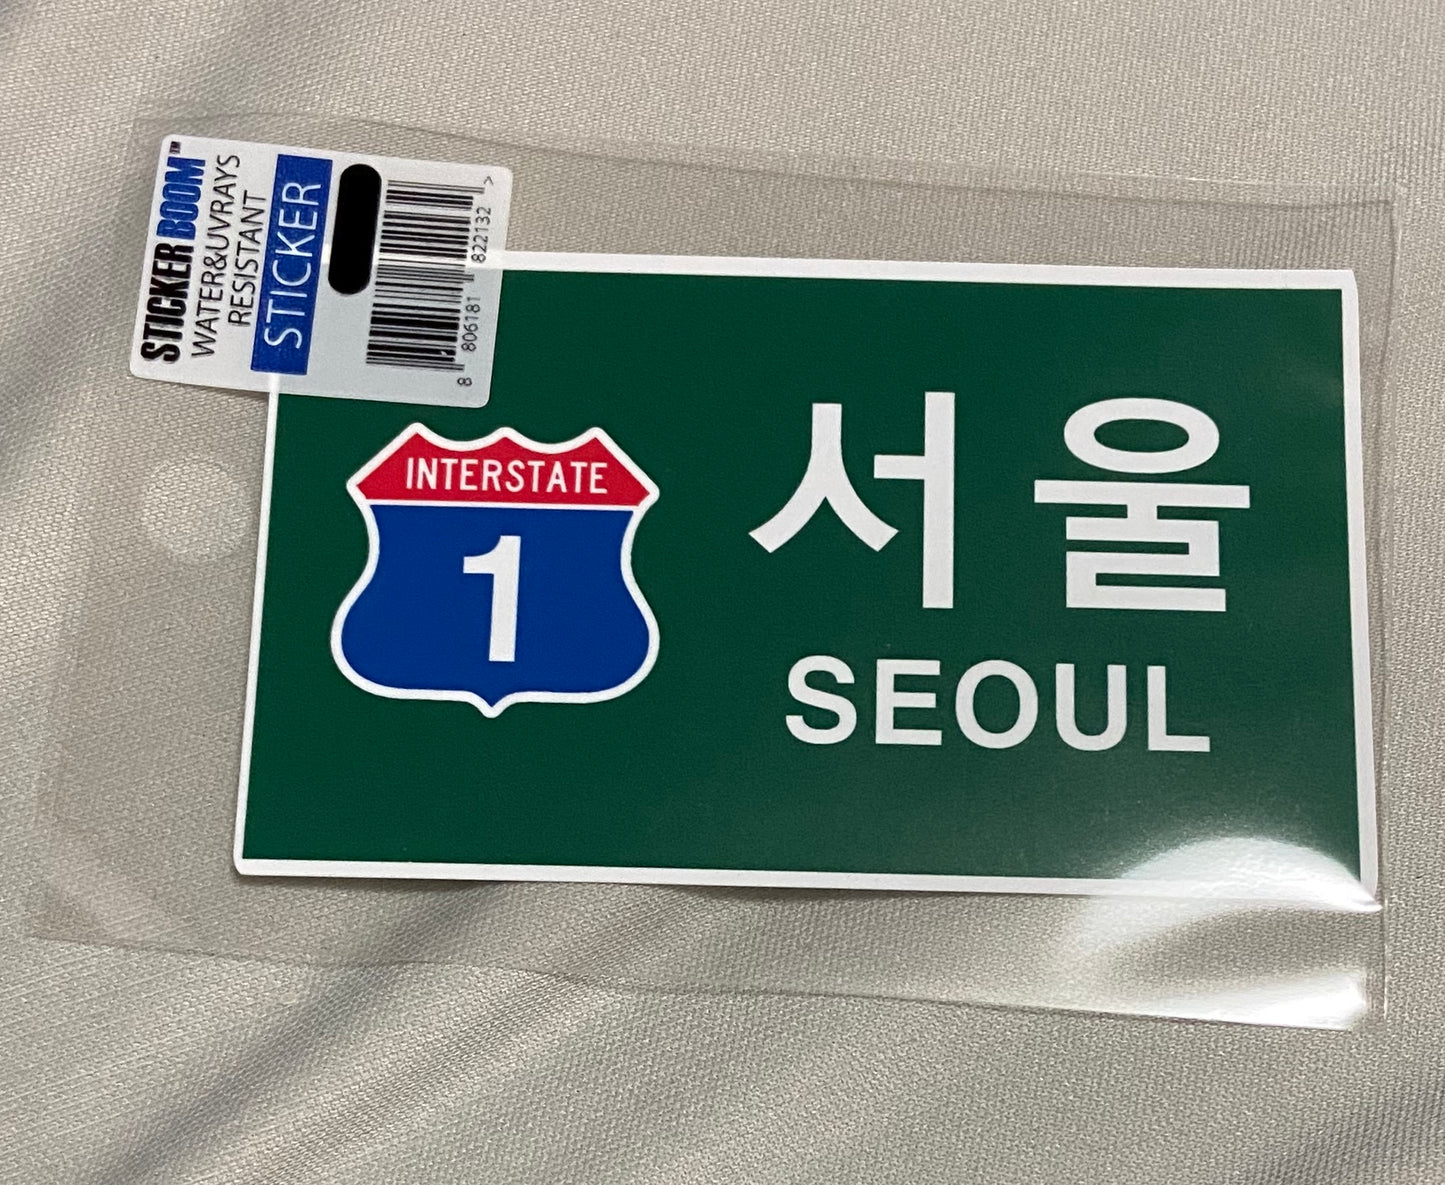 STICKER BOOM™
WATER&UVRAYS
RESISTANT
STICKER
8 806181 822132 >
INTERSTATE
1
서울
SEOUL